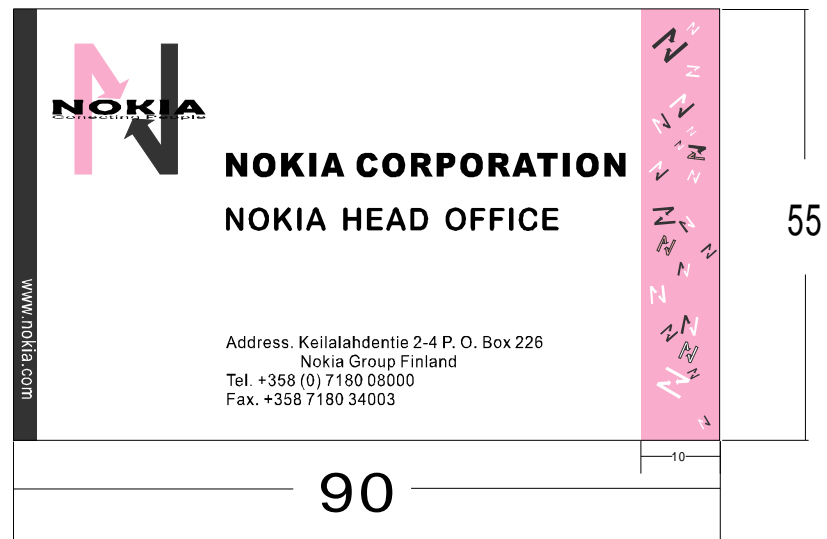 NOKIA
Conecting People
NOKIA CORPORATION
NOKIA HEAD OFFICE
www.nokia.com
Address. Keilalahdentie 2-4 P. O. Box 226
Nokia Group Finland
Tel. +358 (0) 7180 08000
Fax. +358 7180 34003
55
10
90